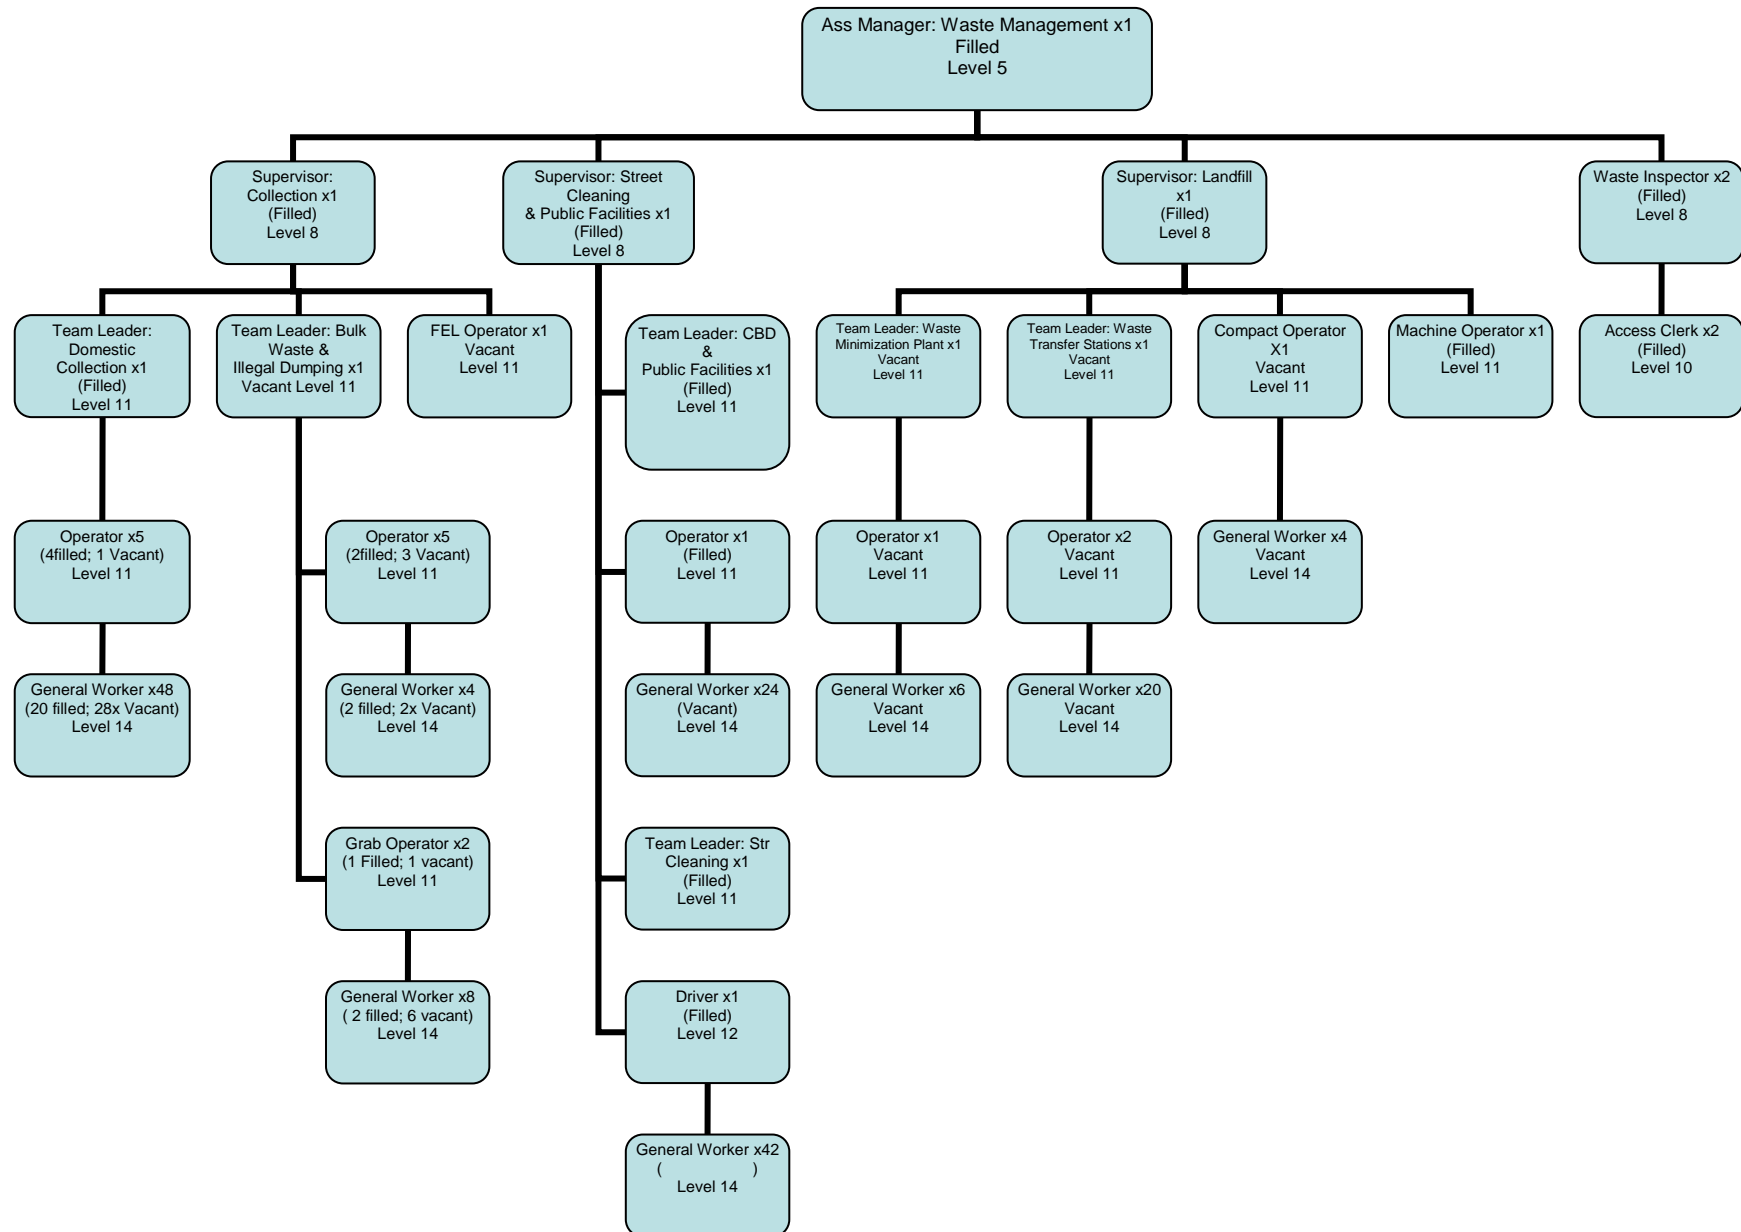 Ass Manager: Waste Management x1
Filled
Level 5
Supervisor:
Collection x1
(Filled)
Level 8
Supervisor: Street
Cleaning
& Public Facilities x1
(Filled)
Level 8
Supervisor: Landfill
x1
(Filled)
Level 8
Waste Inspector x2
(Filled)
Level 8
Team Leader:
Domestic
Collection x1
(Filled)
Level 11
Team Leader: Bulk
Waste &
Illegal Dumping x1
Vacant Level 11
FEL Operator x1
Vacant
Level 11
Team Leader: CBD
&
Public Facilities x1
(Filled)
Level 11
Team Leader: Waste
Minimization Plant x1
Vacant
Level 11
Team Leader: Waste
Transfer Stations x1
Vacant
Level 11
Compact Operator
X1
Vacant
Level 11
Machine Operator x1
(Filled)
Level 11
Access Clerk x2
(Filled)
Level 10
Operator x5
(4filled; 1 Vacant)
Level 11
Operator x5
(2filled; 3 Vacant)
Level 11
Operator x1
(Filled)
Level 11
Operator x1
Vacant
Level 11
Operator x2
Vacant
Level 11
General Worker x4
Vacant
Level 14
General Worker x48
(20 filled; 28x Vacant)
Level 14
General Worker x4
(2 filled; 2x Vacant)
Level 14
General Worker x24
(Vacant)
Level 14
General Worker x6
Vacant
Level 14
General Worker x20
Vacant
Level 14
Grab Operator x2
(1 Filled; 1 vacant)
Level 11
Team Leader: Str
Cleaning x1
(Filled)
Level 11
General Worker x8
( 2 filled; 6 vacant)
Level 14
Driver x1
(Filled)
Level 12
General Worker x42
( )
Level 14